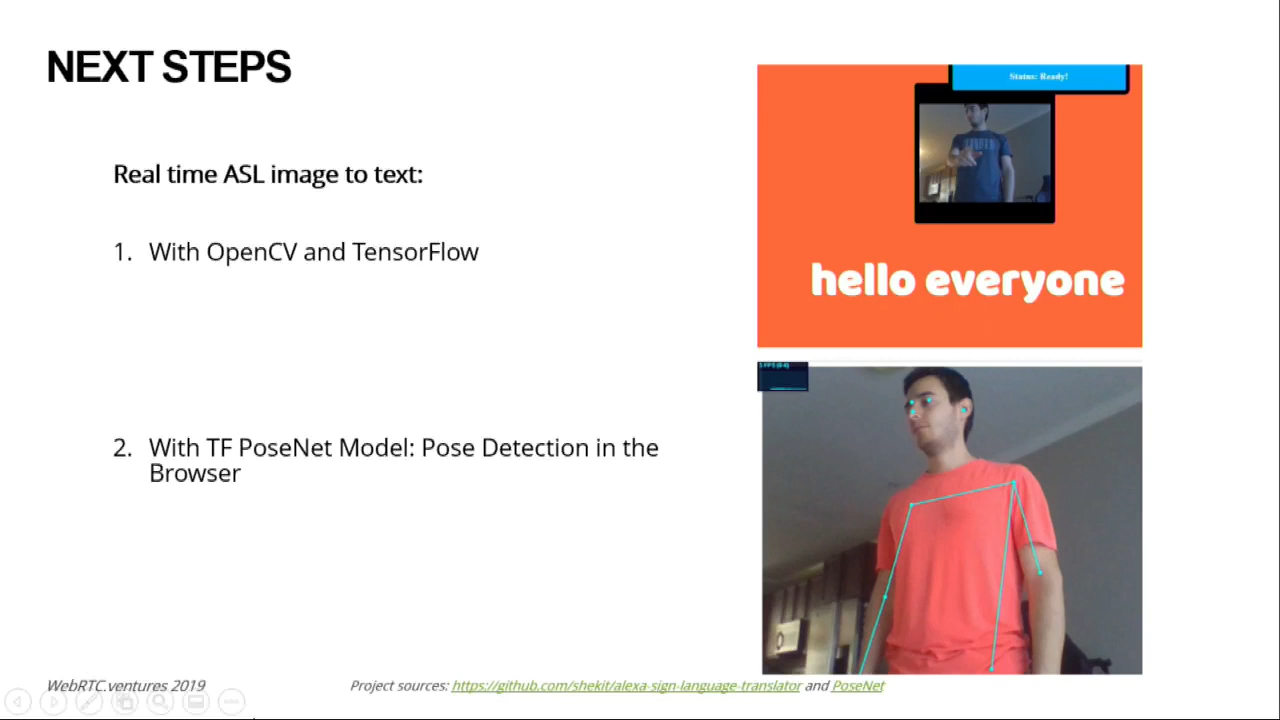 NEXT STEPS
Real time ASL image to text:
1. With OpenCV and TensorFlow
2. With TF PoseNet Model: Pose Detection in the
Browser
Status: Ready!
hello everyone
WebRTC.ventures 2019
Project sources: https://github.com/shekit/alexa-sign-language-translator and PoseNet